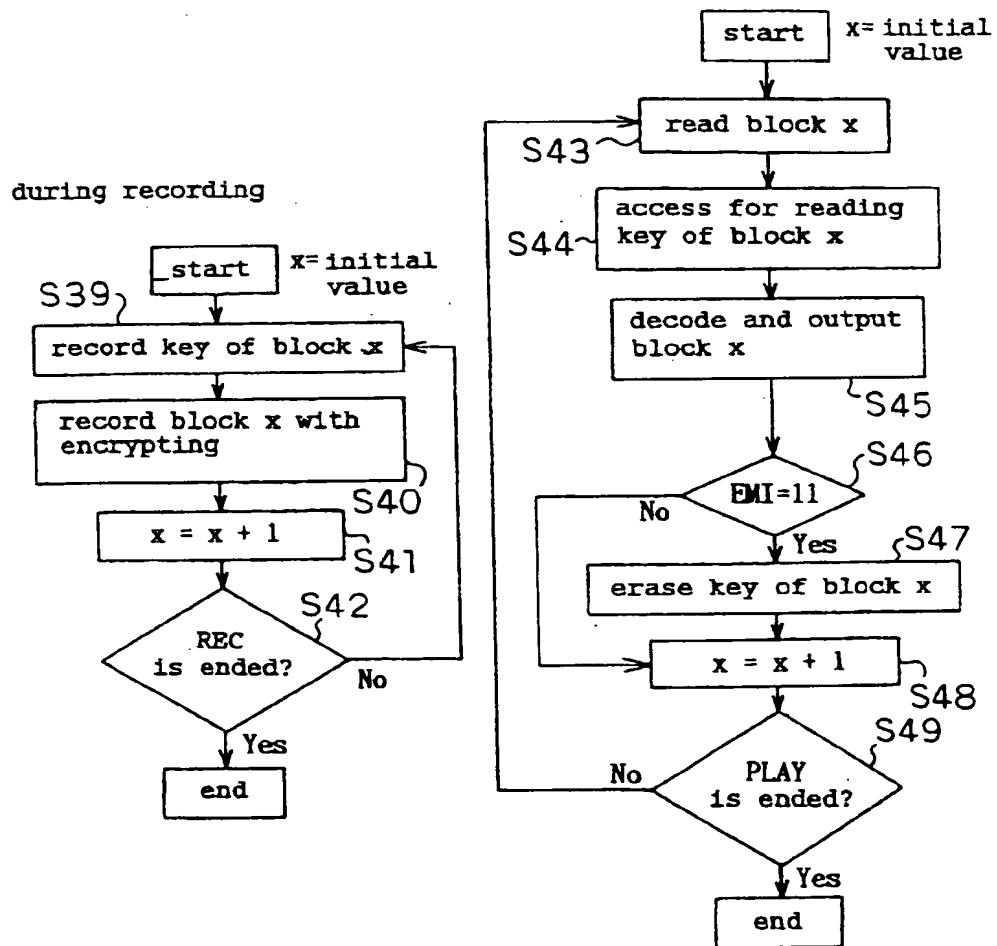 during recording
start
x= initial
value
S39
record key of block x
record block x with
encrypting
S40
x = x + 1
S41
S42
REC
is ended?
No
Yes
end
start
x= initial
value
read block x
S43
access for reading
key of block x
S44
decode and output
block x
S45
S46
EMI=11
No
Yes
S47
erase key of block x
x = x + 1
S48
S49
PLAY
is ended?
No
Yes
end